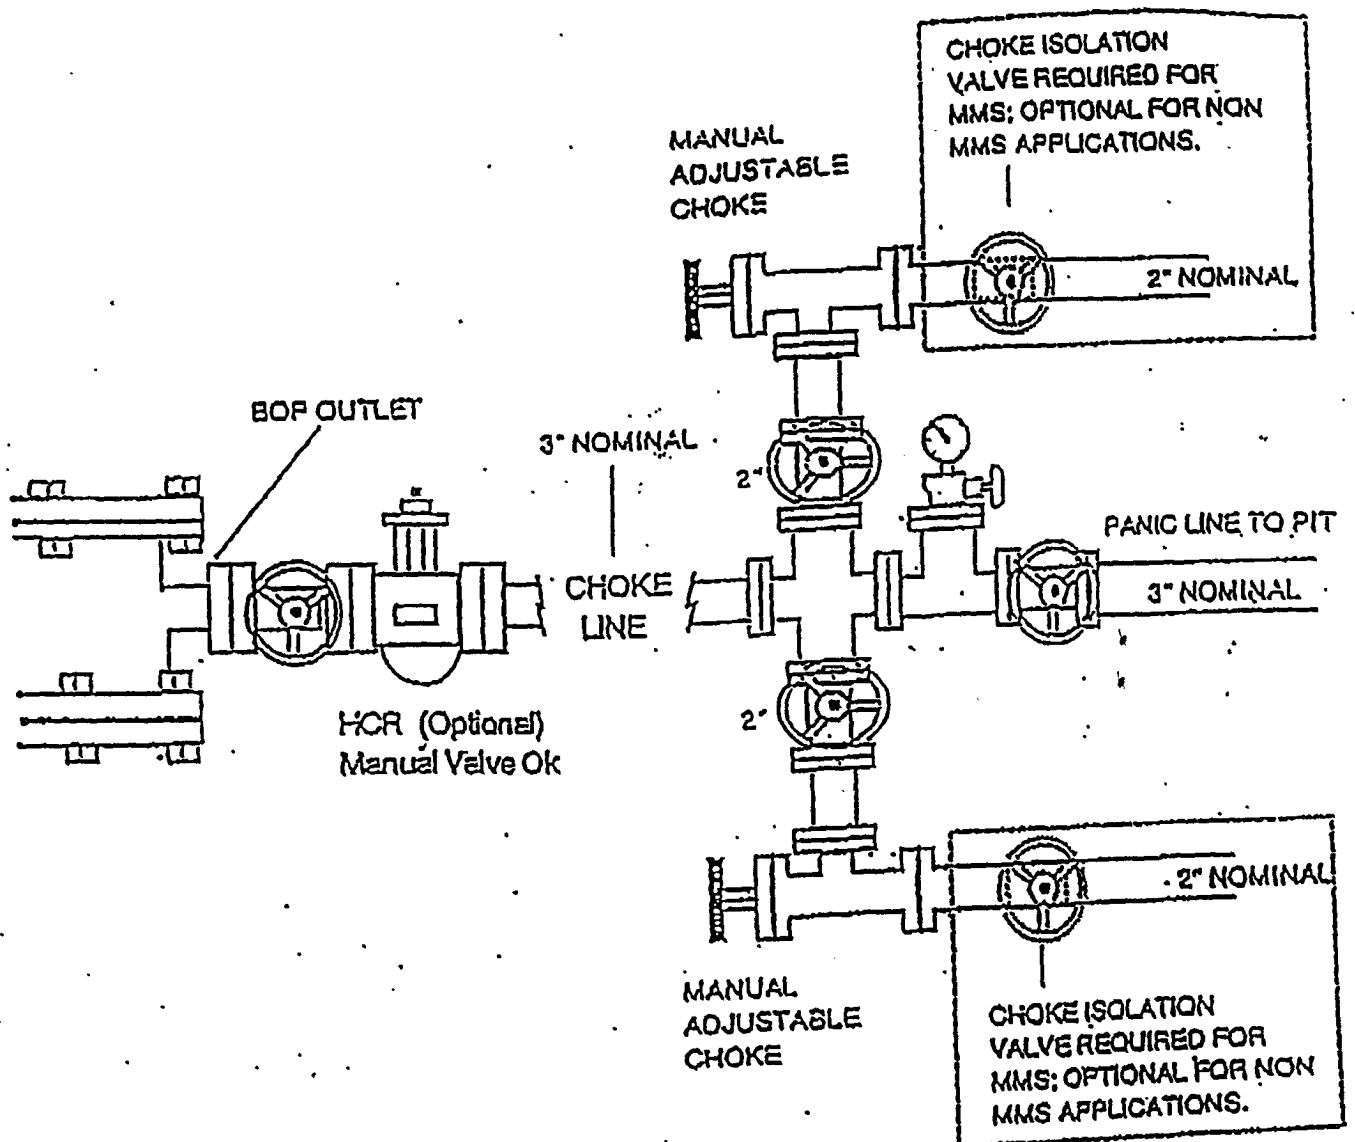 CHOKE ISOLATION
VALVE REQUIRED FOR
MMS; OPTIONAL FOR NON
MMS APPLICATIONS.
MANUAL
ADJUSTABLE
CHOKE
2" NOMINAL
BOP OUTLET
3" NOMINAL
2"
PANIC LINE TO PIT
CHOKE
LINE
3" NOMINAL
HCR (Optional)
Manual Valve Ok
2"
2" NOMINAL
MANUAL
ADJUSTABLE
CHOKE
CHOKE ISOLATION
VALVE REQUIRED FOR
MMS; OPTIONAL FOR NON
MMS APPLICATIONS.